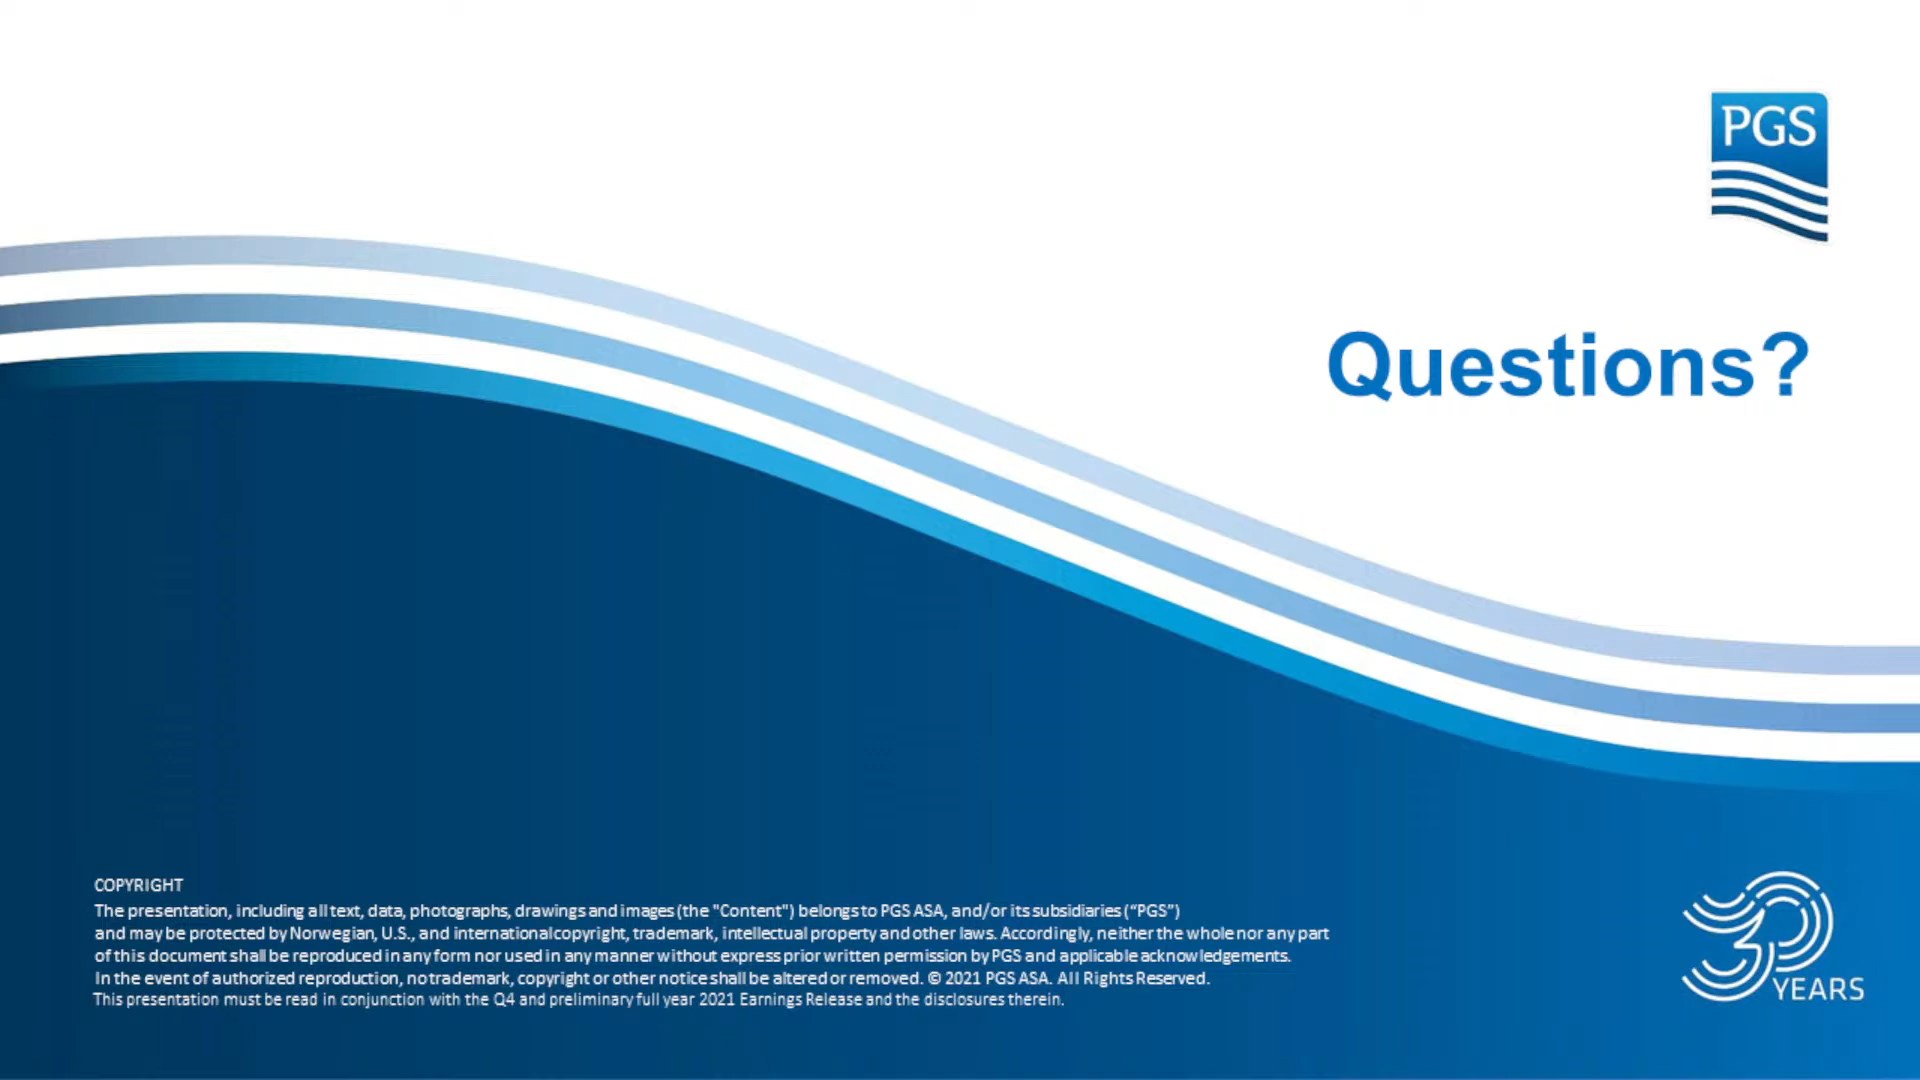 PGS
Questions?
COPYRIGHT
The presentation, including all text, data, photographs, drawings and images (the "Content") belongs to PGS ASA, and/or its subsidiaries (“PGS”)
and may be protected by Norwegian, U.S., and international copyright, trademark, intellectual property and other laws. Accordingly, neither the whole nor any part
of this document shall be reproduced in any form nor used in any manner without express prior written permission by PGS and applicable acknowledgements.
In the event of authorized reproduction, no trademark, copyright or other notice shall be altered or removed. © 2021 PGS ASA. All Rights Reserved.
This presentation must be read in conjunction with the Q4 and preliminary full year 2021 Earnings Release and the disclosures therein.
30
YEARS